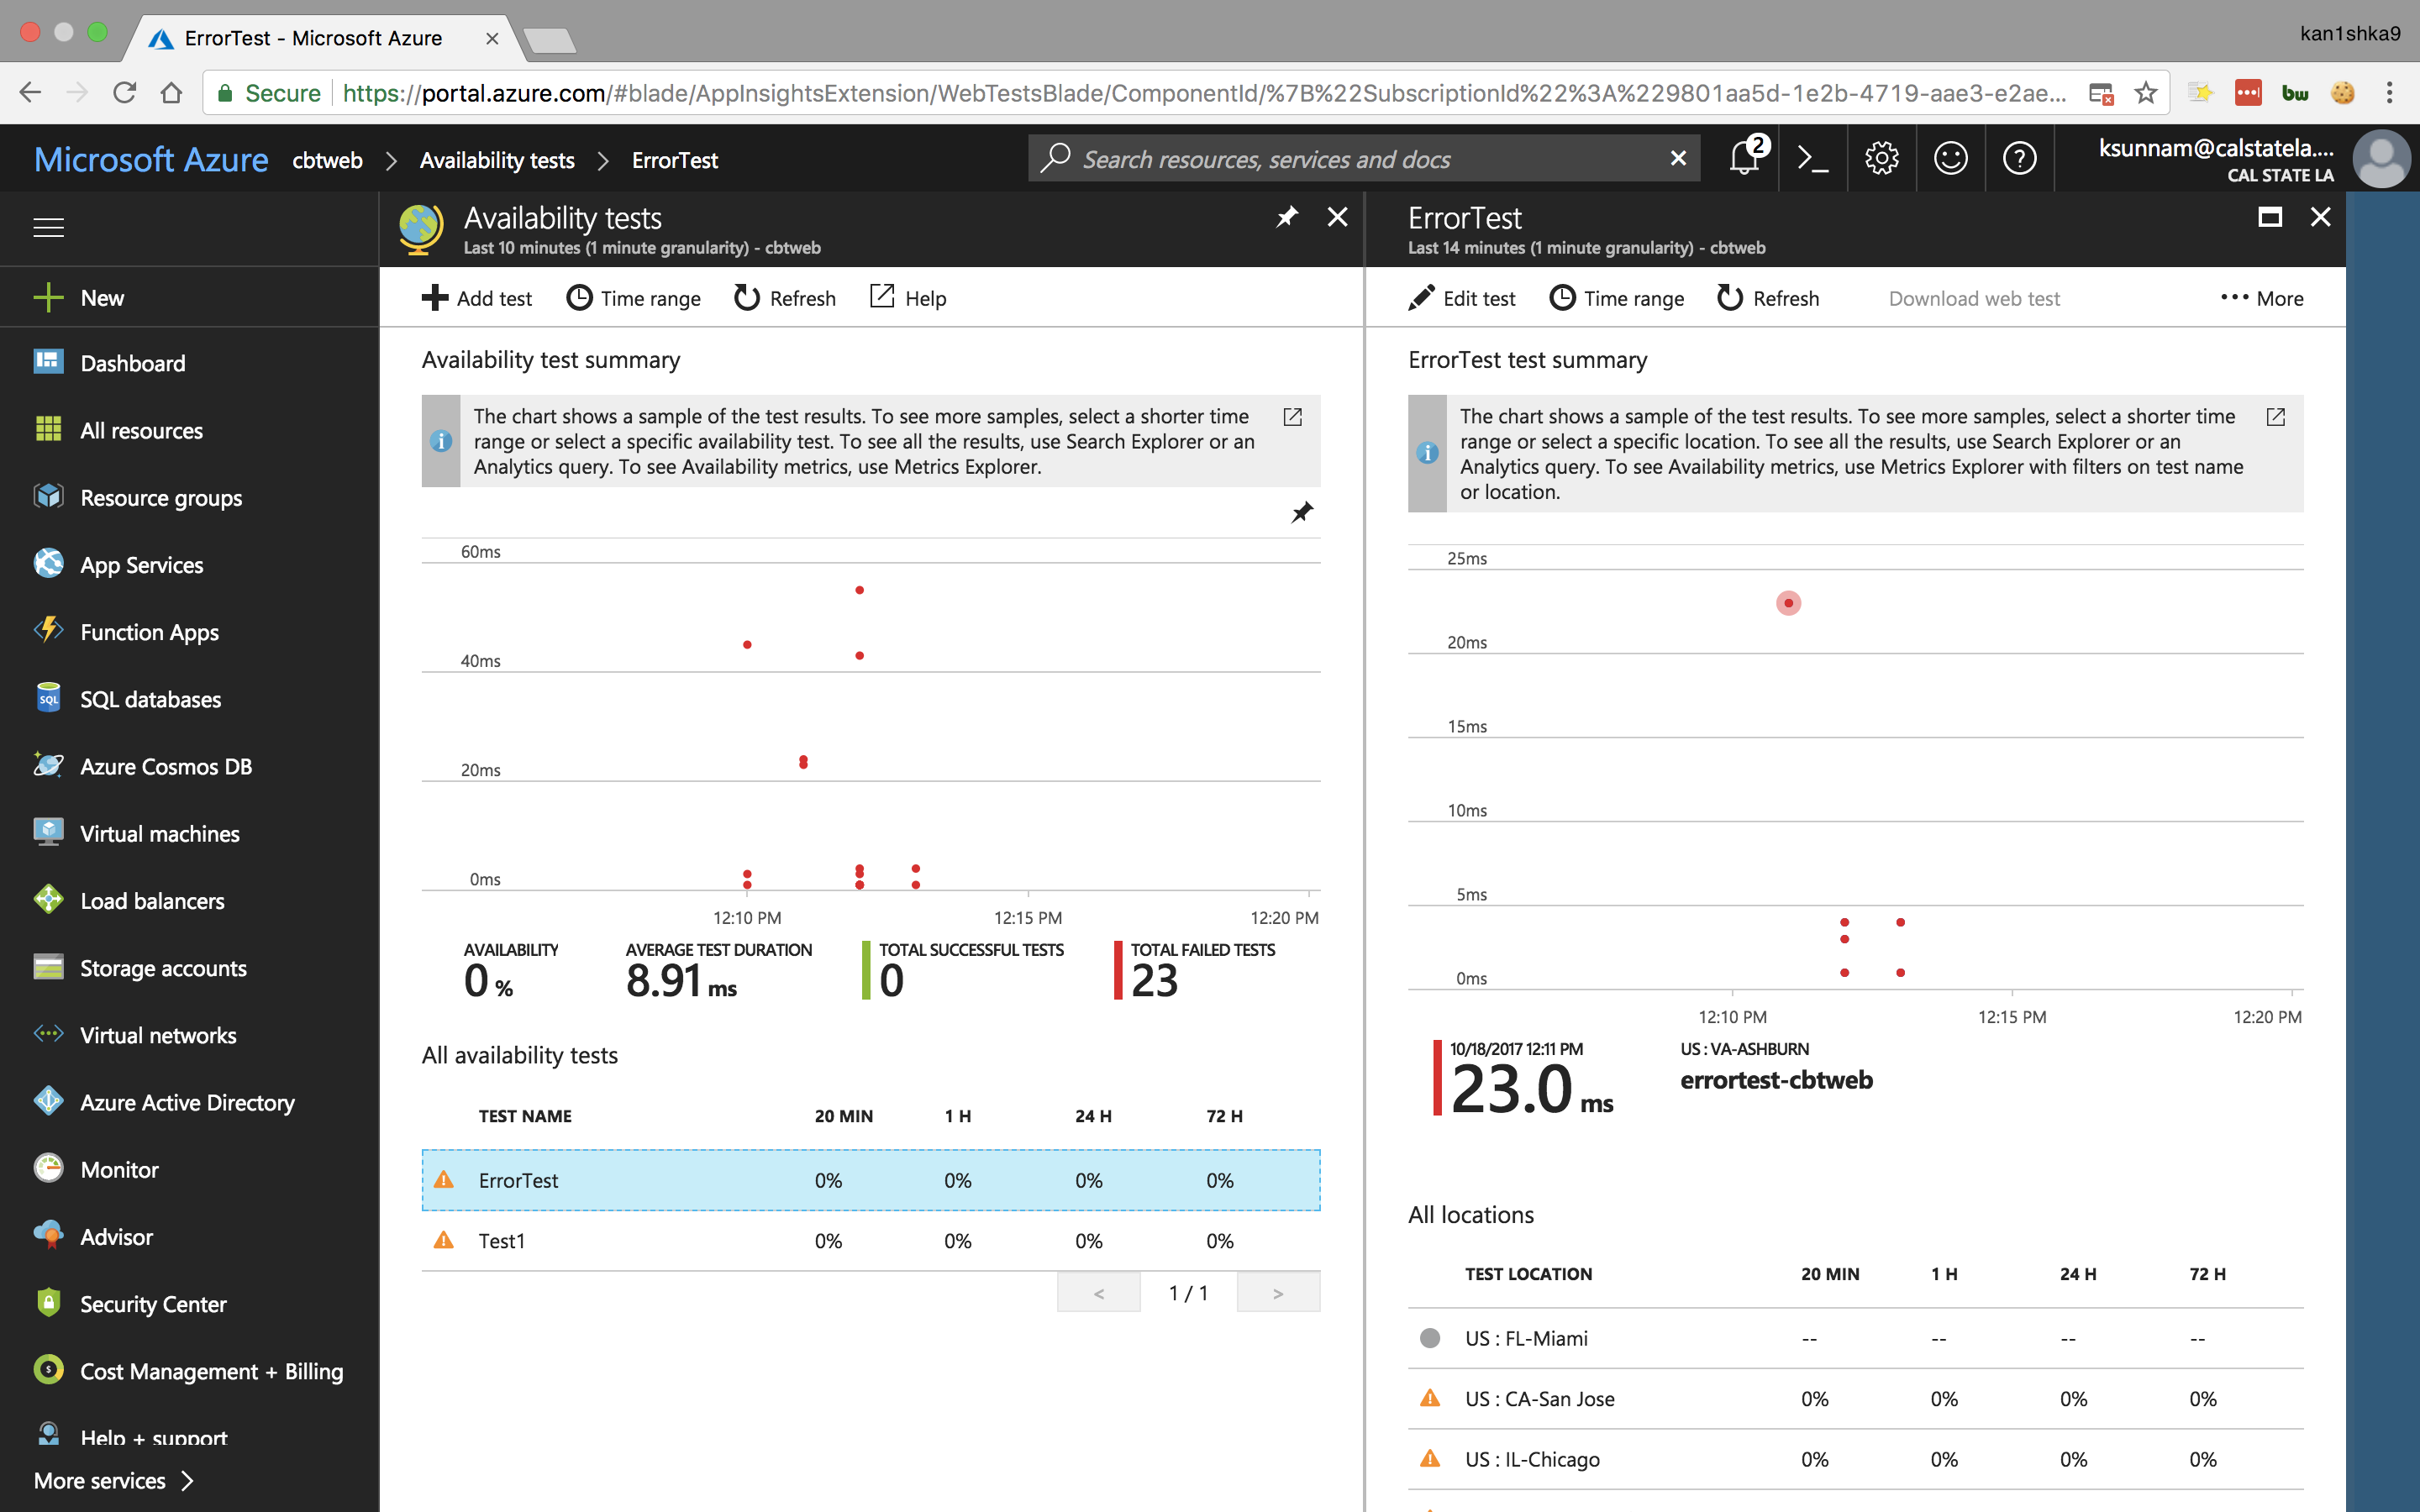 ErrorTest - Microsoft Azure
kan1shka9
Secure https://portal.azure.com/#blade/AppInsightsExtension/WebTestsBlade/ComponentId/%7B%22SubscriptionId%22%3A%229801aa5d-1e2b-4719-aae3-e2ae...
bw
Microsoft Azure cbtweb > Availability tests > ErrorTest
Search resources, services and docs
2
ksunnam@calstatela....
CAL STATE LA
New
Dashboard
All resources
Resource groups
App Services
Function Apps
SQL
SQL databases
Azure Cosmos DB
Virtual machines
Load balancers
Storage accounts
Virtual networks
Azure Active Directory
Monitor
Advisor
Security Center
Cost Management + Billing
Help + support
More services >
Availability tests
Last 10 minutes (1 minute granularity) - cbtweb
Add test Time range Refresh Help
Availability test summary
The chart shows a sample of the test results. To see more samples, select a shorter time
range or select a specific availability test. To see all the results, use Search Explorer or an
Analytics query. To see Availability metrics, use Metrics Explorer.
60ms
40ms
20ms
0ms
12:10 PM 12:15 PM 12:20 PM
AVAILABILITY AVERAGE TEST DURATION TOTAL SUCCESSFUL TESTS TOTAL FAILED TESTS
0 % 8.91 ms 0 23
All availability tests
TEST NAME 20 MIN 1 H 24 H 72 H
ErrorTest 0% 0% 0% 0%
Test1 0% 0% 0% 0%
< 1 / 1 >
ErrorTest
Last 14 minutes (1 minute granularity) - cbtweb
Edit test Time range Refresh Download web test ... More
ErrorTest test summary
The chart shows a sample of the test results. To see more samples, select a shorter time
range or select a specific location. To see all the results, use Search Explorer or an
Analytics query. To see Availability metrics, use Metrics Explorer with filters on test name
or location.
25ms
20ms
15ms
10ms
5ms
0ms
12:10 PM 12:15 PM 12:20 PM
10/18/2017 12:11 PM US : VA-ASHBURN
23.0 ms errortest-cbtweb
All locations
TEST LOCATION 20 MIN 1 H 24 H 72 H
US : FL-Miami -- -- -- --
US : CA-San Jose 0% 0% 0% 0%
US : IL-Chicago 0% 0% 0% 0%